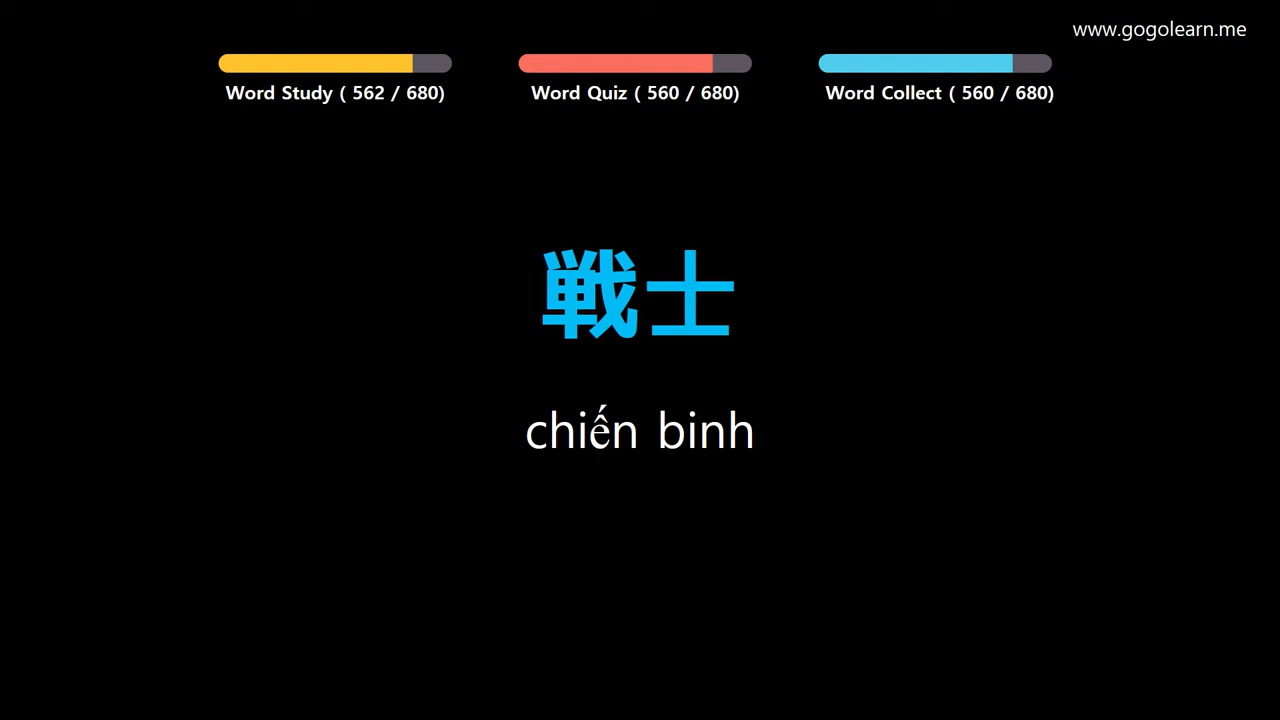 www.gogolearn.me
Word Study ( 562 / 680)
Word Quiz ( 560 / 680)
Word Collect ( 560 / 680)
戦士
chiến binh